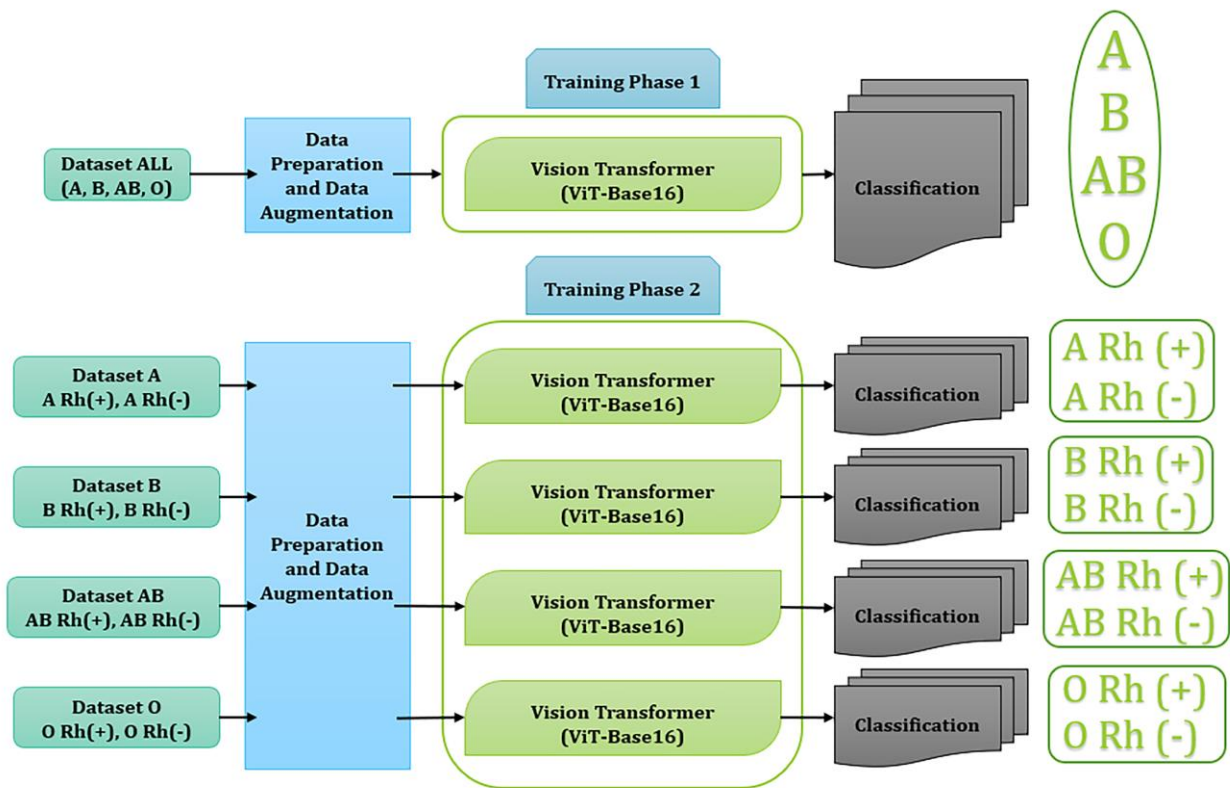 Training Phase 1
Dataset ALL
(A, B, AB, O)
Data
Preparation
and Data
Augmentation
Vision Transformer
(ViT-Base16)
Classification
A
B
AB
O
Training Phase 2
Dataset A
A Rh(+), A Rh(-)
Dataset B
B Rh(+), B Rh(-)
Dataset AB
AB Rh(+), AB Rh(-)
Dataset O
O Rh(+), O Rh(-)
Data
Preparation
and Data
Augmentation
Vision Transformer
(ViT-Base16)
Classification
A Rh (+)
A Rh (-)
Vision Transformer
(ViT-Base16)
Classification
B Rh (+)
B Rh (-)
Vision Transformer
(ViT-Base16)
Classification
AB Rh (+)
AB Rh (-)
Vision Transformer
(ViT-Base16)
Classification
O Rh (+)
O Rh (-)